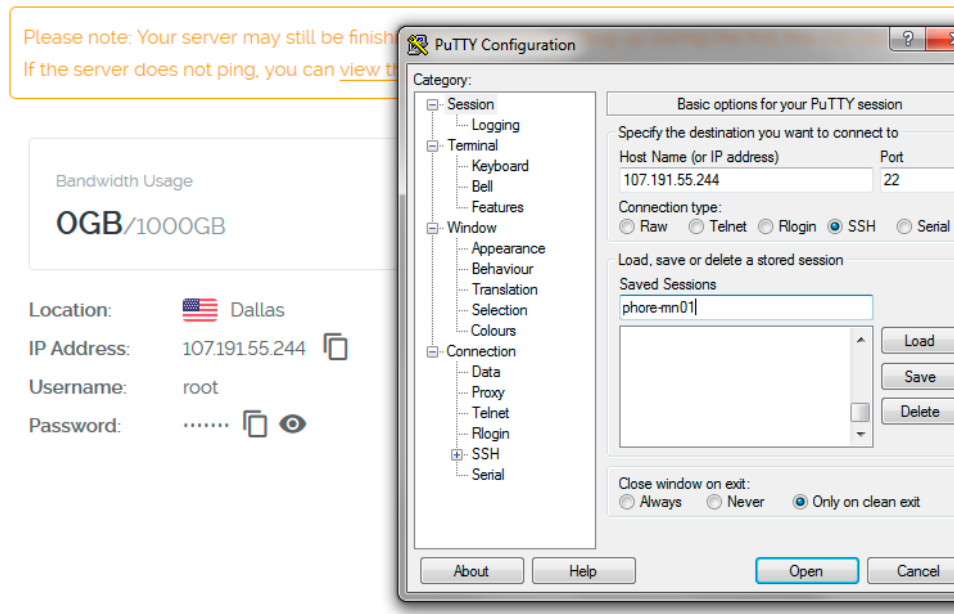 Please note: Your server may still be finishi
If the server does not ping, you can view th
Bandwidth Usage
0GB/1000GB
Location: Dallas
IP Address: 107.191.55.244
Username: root
Password: ·······
PuTTY Configuration
Category:
Session
Logging
Terminal
Keyboard
Bell
Features
Window
Appearance
Behaviour
Translation
Selection
Colours
Connection
Data
Proxy
Telnet
Rlogin
SSH
Serial
Basic options for your PuTTY session
Specify the destination you want to connect to
Host Name (or IP address) Port
107.191.55.244 22
Connection type:
Raw Telnet Rlogin SSH Serial
Load, save or delete a stored session
Saved Sessions
phore-mn01
Load
Save
Delete
Close window on exit:
Always Never Only on clean exit
About Help Open Cancel